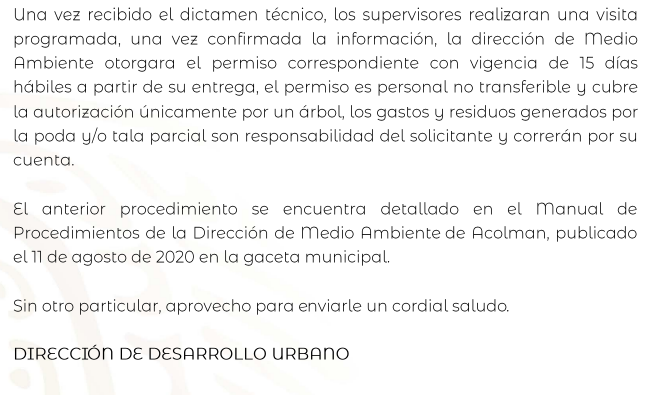 Una vez recibido el dictamen técnico, los supervisores realizaran una visita
programada, una vez confirmada la información, la dirección de Medio
Ambiente otorgara el permiso correspondiente con vigencia de 15 días
hábiles a partir de su entrega, el permiso es personal no transferible y cubre
la autorización únicamente por un árbol, los gastos y residuos generados por
la poda y/o tala parcial son responsabilidad del solicitante y correrán por su
cuenta.
El anterior procedimiento se encuentra detallado en el Manual de
Procedimientos de la Dirección de Medio Ambiente de Acolman, publicado
el 11 de agosto de 2020 en la gaceta municipal.
Sin otro particular, aprovecho para enviarle un cordial saludo.
DIRECCIÓN DE DESARROLLO URBANO